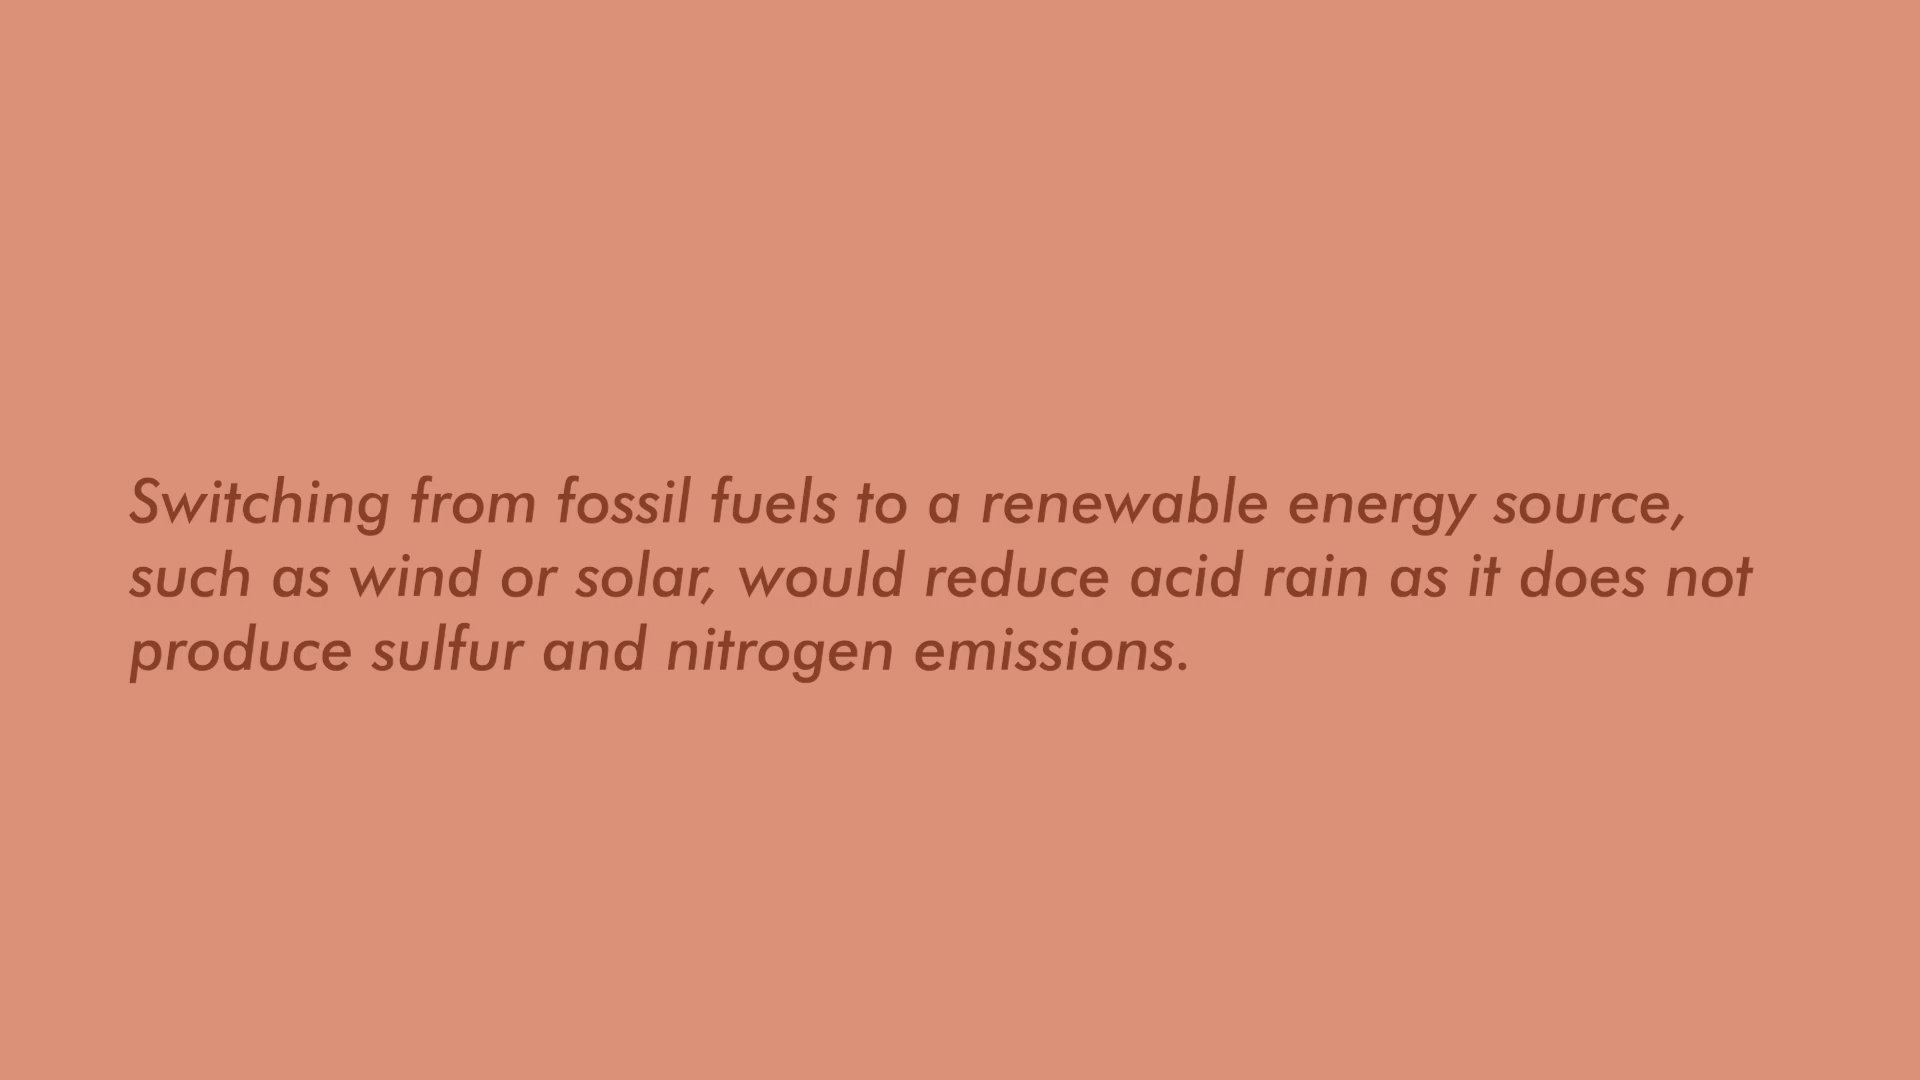 Switching from fossil fuels to a renewable energy source,
such as wind or solar, would reduce acid rain as it does not
produce sulfur and nitrogen emissions.